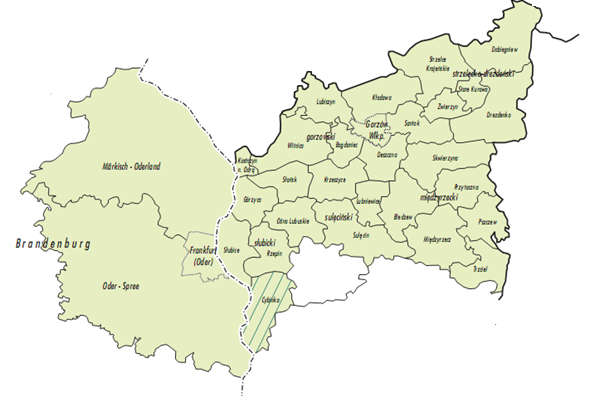 Dobiegniew
Strzelce
Krajeńskie
strzelecko-drezdenecki
Stare Kurowo
Kłodawa
Lubiszyn
Zwierzyn
Drezdenko
Gorzów
Wlkp.
Santok
gorzowski
Witnica
Bogdaniec
Deszczno
Skwierzyna
Kostrzyn
n. Odrą
Märkisch - Oderland
Słońsk
Krzeszyce
Przytoczna
Górzyca
Lubniewice
międzyrzecki
Ośno Lubuskie
sulęciński
Bledzew
Pszczew
Brandenburg
Sulęcin
Międzyrzecz
Frankfurt
(Oder)
Słubice
słubicki
Rzepin
Trzciel
Oder - Spree
Cybinka